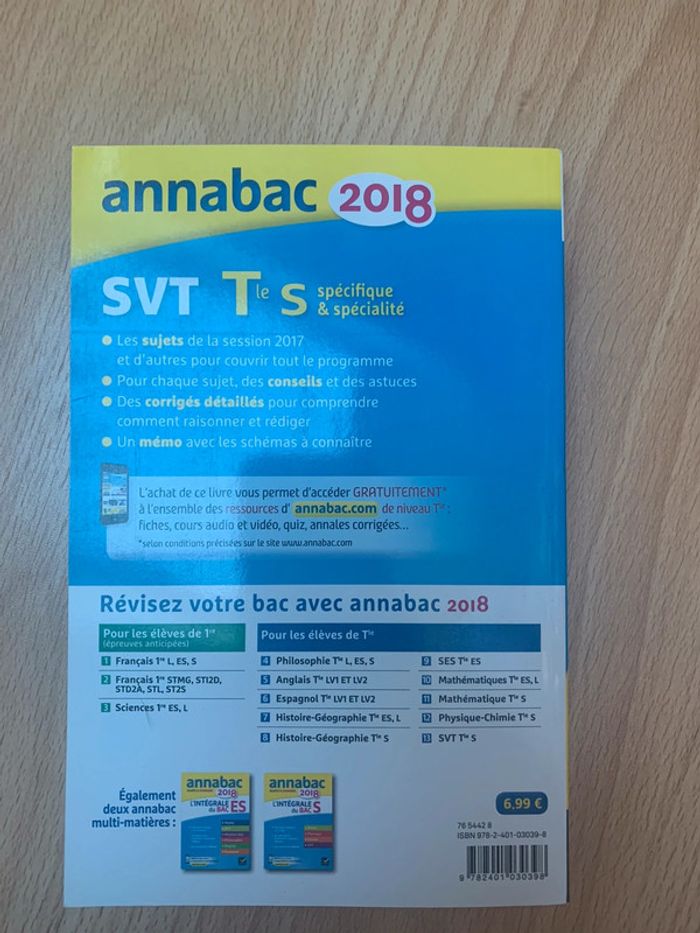 annabac 2018
SVT Tle S spécifique
& spécialité
● Les sujets de la session 2017
et d'autres pour couvrir tout le programme
● Pour chaque sujet, des conseils et des astuces
● Des corrigés détaillés pour comprendre
comment raisonner et rédiger
● Un mémo avec les schémas à connaître
L'achat de ce livre vous permet d'accéder GRATUITEMENT*
à l'ensemble des ressources d'annabac.com de niveau Tle :
fiches, cours audio et vidéo, quiz, annales corrigées...
*selon conditions précisées sur le site www.annabac.com
Révisez votre bac avec annabac 2018
Pour les élèves de 1re
(épreuves anticipées)
1 Français 1re L, ES, S
2 Français 1re STMG, STI2D,
STD2A, STL, ST2S
3 Sciences 1re ES, L
Pour les élèves de Tle
4 Philosophie Tle L, ES, S
5 Anglais Tle LV1 ET LV2
6 Espagnol Tle LV1 ET LV2
7 Histoire-Géographie Tle ES, L
8 Histoire-Géographie Tle S
9 SES Tle ES
10 Mathématiques Tle ES, L
11 Mathématique Tle S
12 Physique-Chimie Tle S
13 SVT Tle S
Également
deux annabac
multi-matières :
annabac
2018
L'INTÉGRALE
du BAC ES
annabac
2018
L'INTÉGRALE
du BAC S
6,99 €
76 5442 8
ISBN 978-2-401-03039-8
9 782401 030398